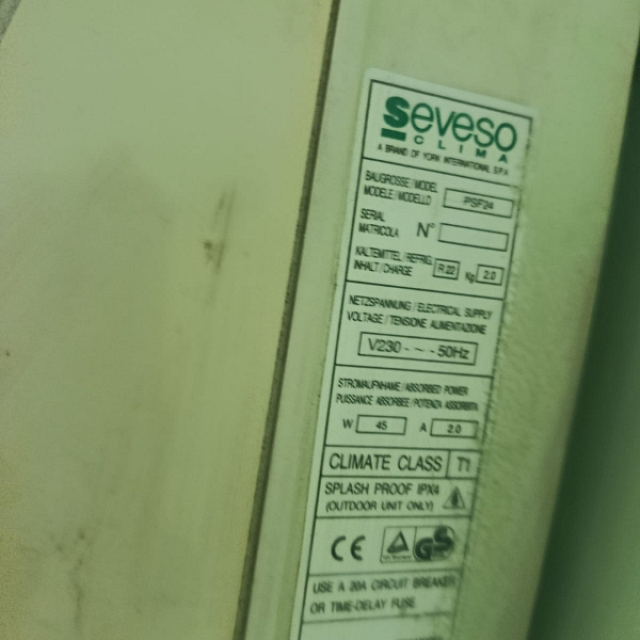 Seveso
CLIMA
A BRAND OF YORK INTERNATIONAL S.P.A.
BAUGROSSE / MODEL
MODELE / MODELLO
PSF24
SERIAL
MATRICOLA
N°
KALTEMITTEL / REFRIG.
INHALT / CHARGE
R.22
Kg 2.0
NETZSPANNUNG / ELECTRICAL SUPPLY
VOLTAGE / TENSIONE ALIMENTAZIONE
V230 - ~ - 50Hz
STROMAUFNHAME / ABSORBED POWER
PUISSANCE ABSORBEE / POTENZA ASSORBITA
W 45 A 2.0
CLIMATE CLASS T1
SPLASH PROOF IPX4
(OUTDOOR UNIT ONLY)
CE GS
USE A 20A CIRCUIT BREAKER
OR TIME-DELAY FUSE